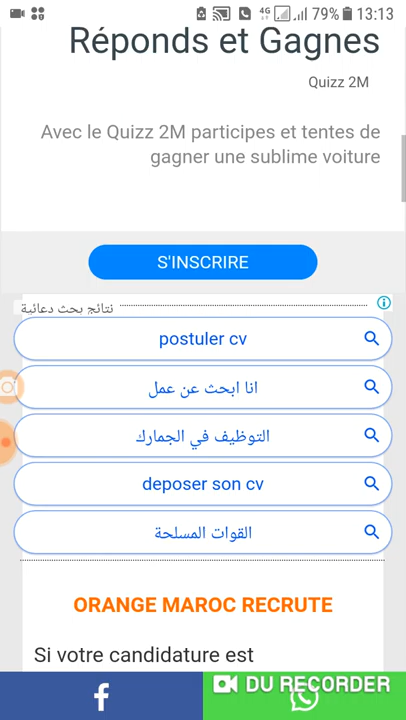 4G 79% 13:13
Réponds et Gagnes
Quizz 2M
Avec le Quizz 2M participes et tentes de
gagner une sublime voiture
S'INSCRIRE
نتائج بحث دعائية
postuler cv
انا ابحث عن عمل
التوظيف في الجمارك
deposer son cv
القوات المسلحة
ORANGE MAROC RECRUTE
Si votre candidature est
f DU RECORDER